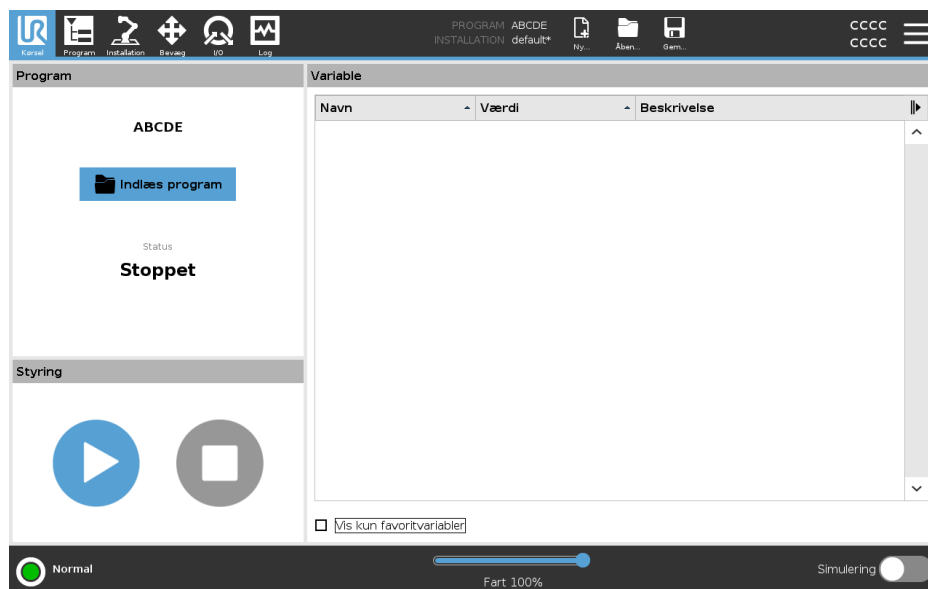 PROGRAM ABCDE
INSTALLATION default*
CCCC
CCCC
Kørsel Program Installation Bevæg I/O Log
Ny... Åben... Gem...
Program
ABCDE
Indlæs program
Status
Stoppet
Styring
Variable
Navn Værdi Beskrivelse
Vis kun favoritvariabler
Normal
Fart 100%
Simulering